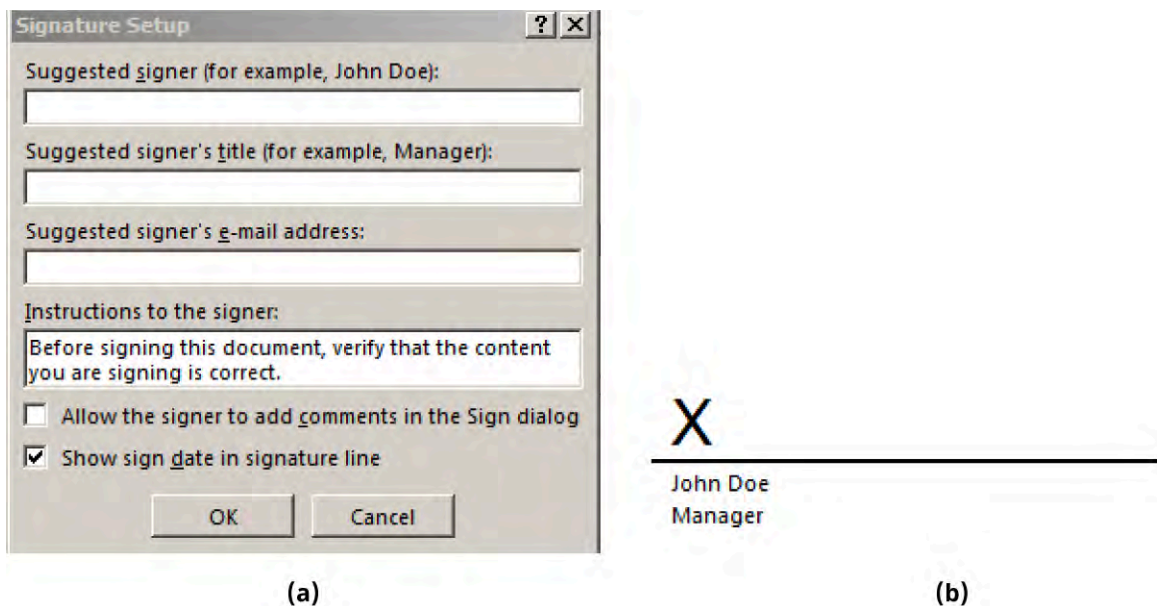 Signature Setup
Suggested signer (for example, John Doe):
Suggested signer's title (for example, Manager):
Suggested signer's e-mail address:
Instructions to the signer:
Before signing this document, verify that the content
you are signing is correct.
Allow the signer to add comments in the Sign dialog
Show sign date in signature line
OK Cancel
(a)
X
John Doe
Manager
(b)